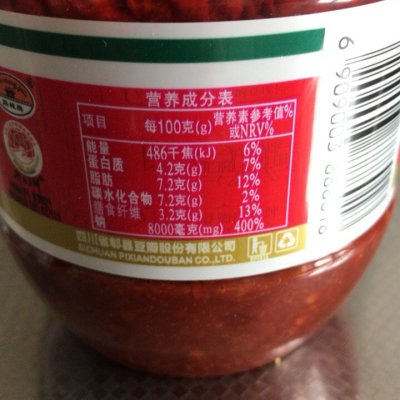 营养成分表
项目 每100克(g) 营养素参考值%或NRV%
能量 486千焦(kJ) 6%
蛋白质 4.2克(g) 7%
脂肪 7.2克(g) 12%
碳水化合物 7.2克(g) 2%
膳食纤维 3.2克(g) 13%
钠 8000毫克(mg) 400%
四川省郫县豆瓣股份有限公司
SICHUAN PIXIANDOUBAN CO.,LTD.